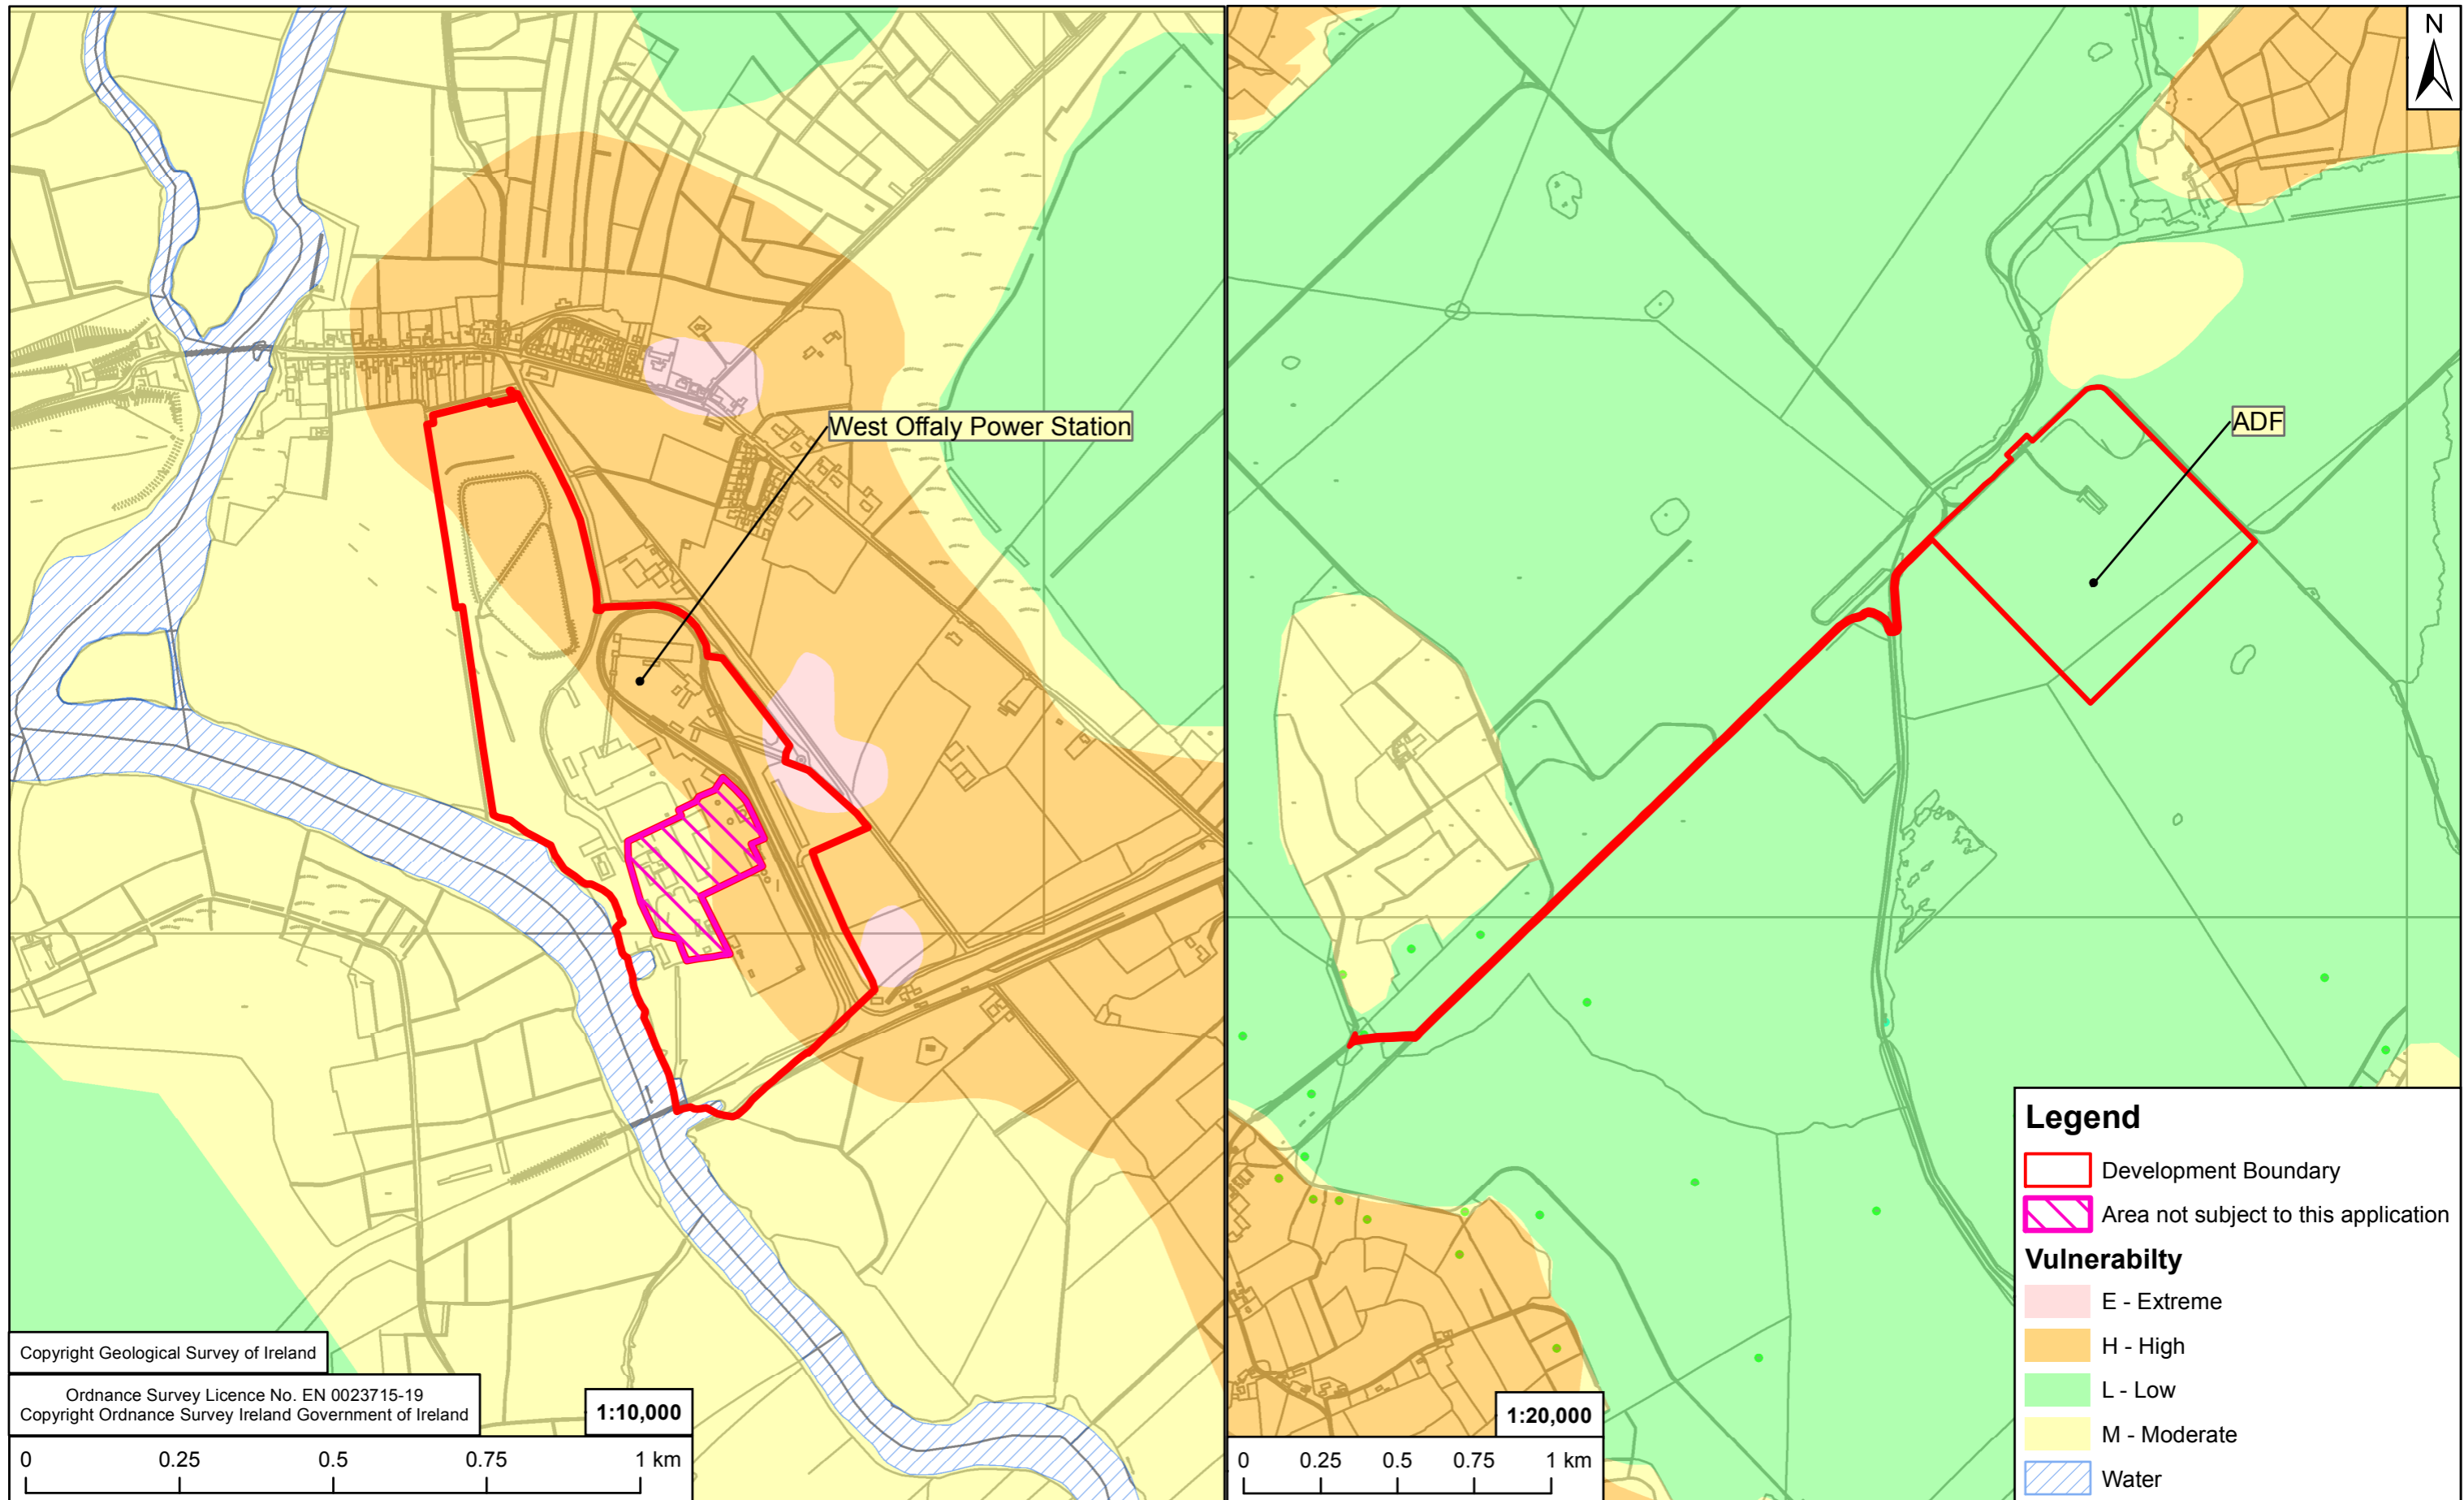 N
West Offaly Power Station
ADF
Copyright Geological Survey of Ireland
Ordnance Survey Licence No. EN 0023715-19
Copyright Ordnance Survey Ireland Government of Ireland
1:10,000
0 0.25 0.5 0.75 1 km
1:20,000
0 0.25 0.5 0.75 1 km
Legend
Development Boundary
Area not subject to this application
Vulnerabilty
E - Extreme
H - High
L - Low
M - Moderate
Water